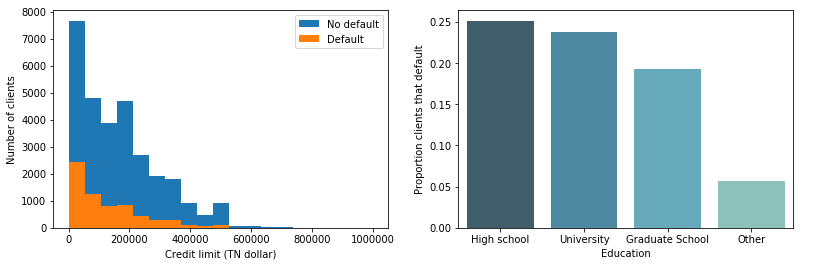 8000
7000
6000
5000
4000
3000
2000
1000
0
Number of clients
No default
Default
0 200000 400000 600000 800000 1000000
Credit limit (TN dollar)
0.25
0.20
0.15
0.10
0.05
0.00
Proportion clients that default
High school University Graduate School Other
Education